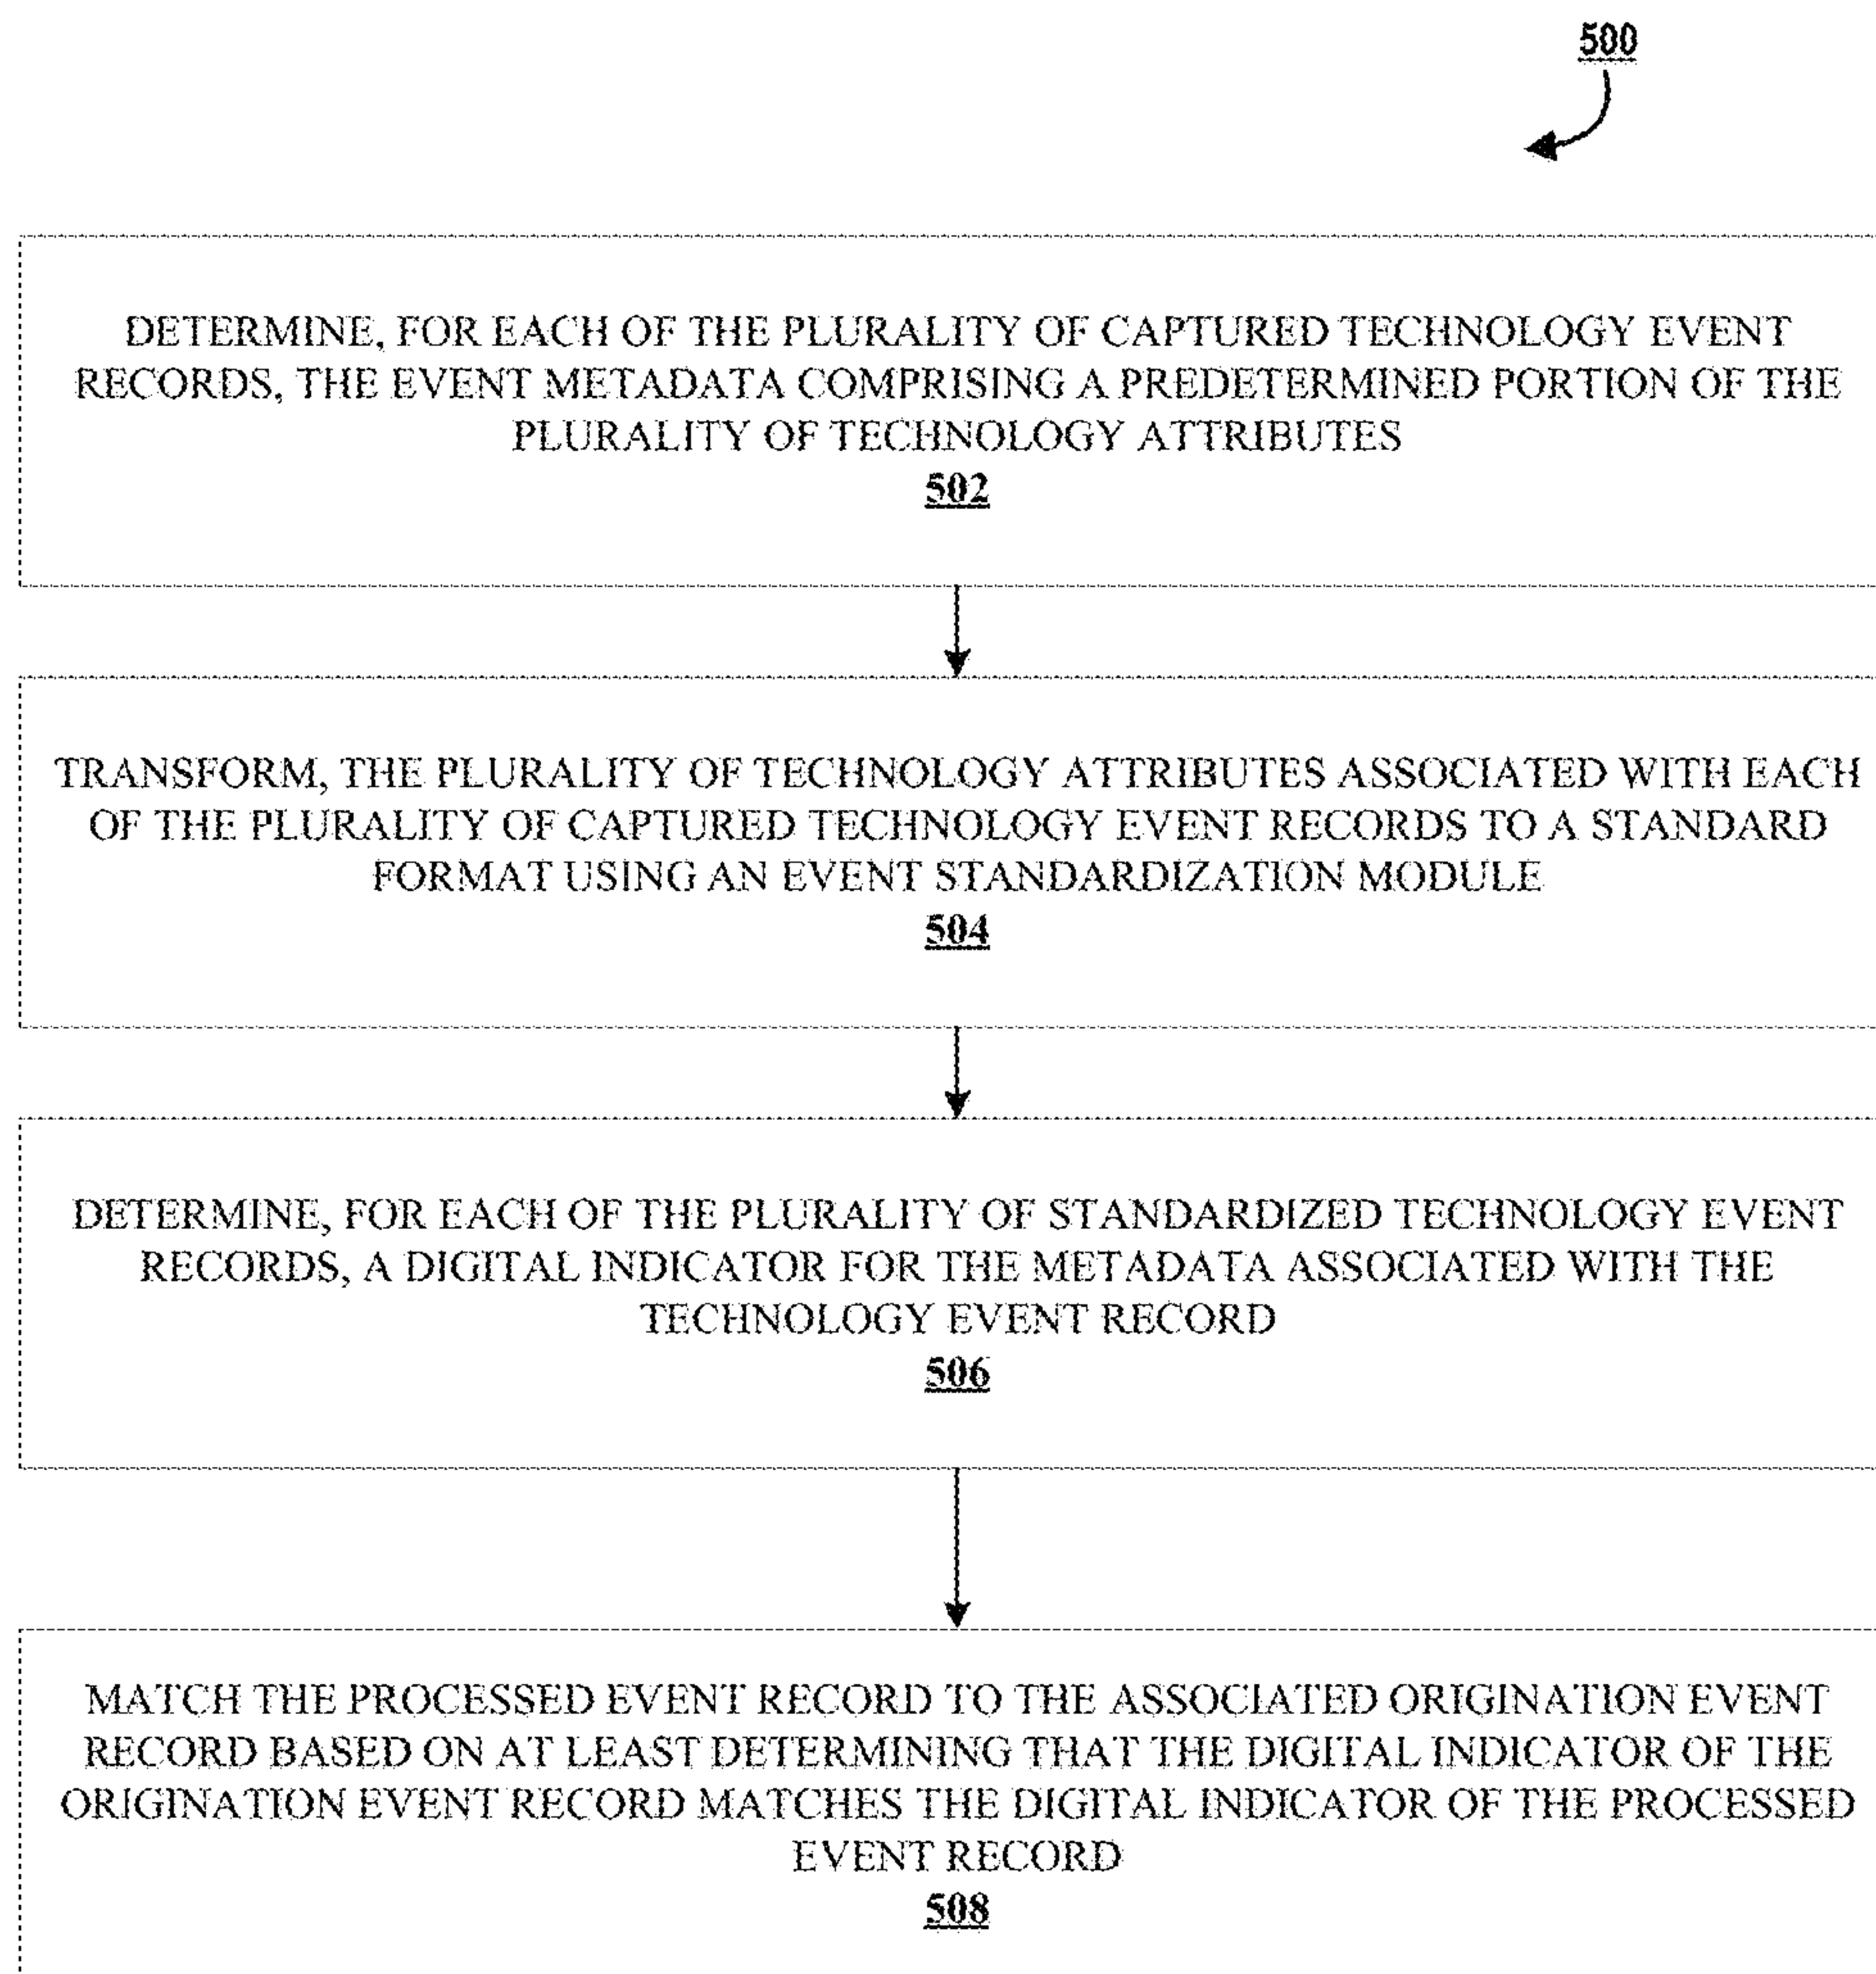 500
DETERMINE, FOR EACH OF THE PLURALITY OF CAPTURED TECHNOLOGY EVENT
RECORDS, THE EVENT METADATA COMPRISING A PREDETERMINED PORTION OF THE
PLURALITY OF TECHNOLOGY ATTRIBUTES
502
TRANSFORM, THE PLURALITY OF TECHNOLOGY ATTRIBUTES ASSOCIATED WITH EACH
OF THE PLURALITY OF CAPTURED TECHNOLOGY EVENT RECORDS TO A STANDARD
FORMAT USING AN EVENT STANDARDIZATION MODULE
504
DETERMINE, FOR EACH OF THE PLURALITY OF STANDARDIZED TECHNOLOGY EVENT
RECORDS, A DIGITAL INDICATOR FOR THE METADATA ASSOCIATED WITH THE
TECHNOLOGY EVENT RECORD
506
MATCH THE PROCESSED EVENT RECORD TO THE ASSOCIATED ORIGINATION EVENT
RECORD BASED ON AT LEAST DETERMINING THAT THE DIGITAL INDICATOR OF THE
ORIGINATION EVENT RECORD MATCHES THE DIGITAL INDICATOR OF THE PROCESSED
EVENT RECORD
508